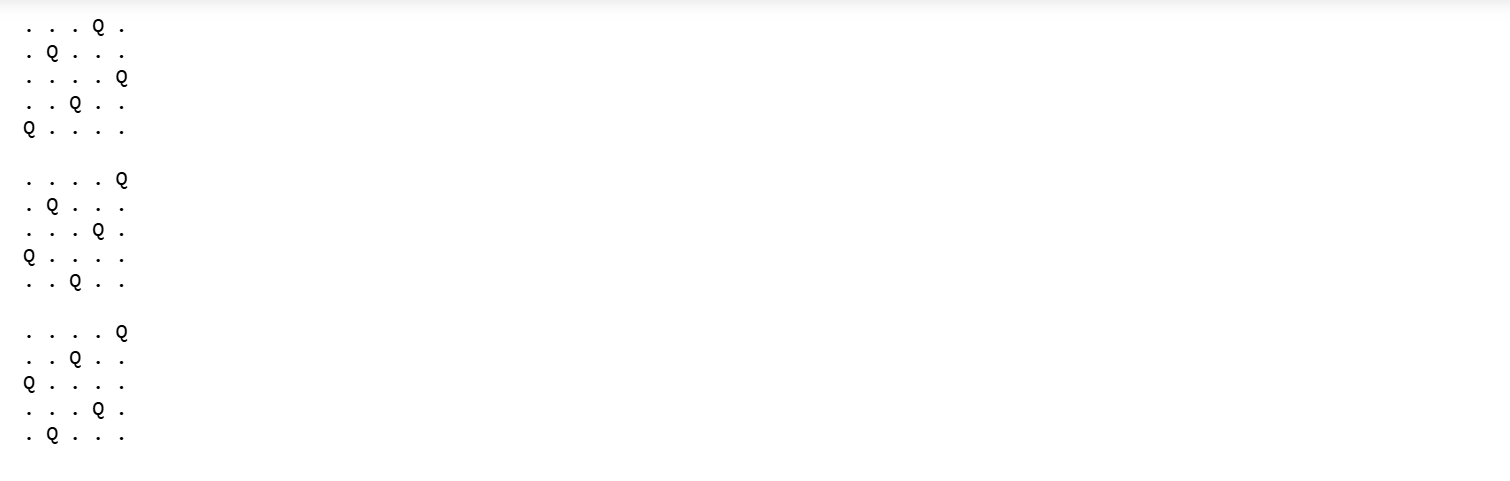 . . . Q .
. Q . . .
. . . . Q
. . Q . .
Q . . . .

. . . . Q
. Q . . .
. . . Q .
Q . . . .
. . Q . .

. . . . Q
. . Q . .
Q . . . .
. . . Q .
. Q . . .